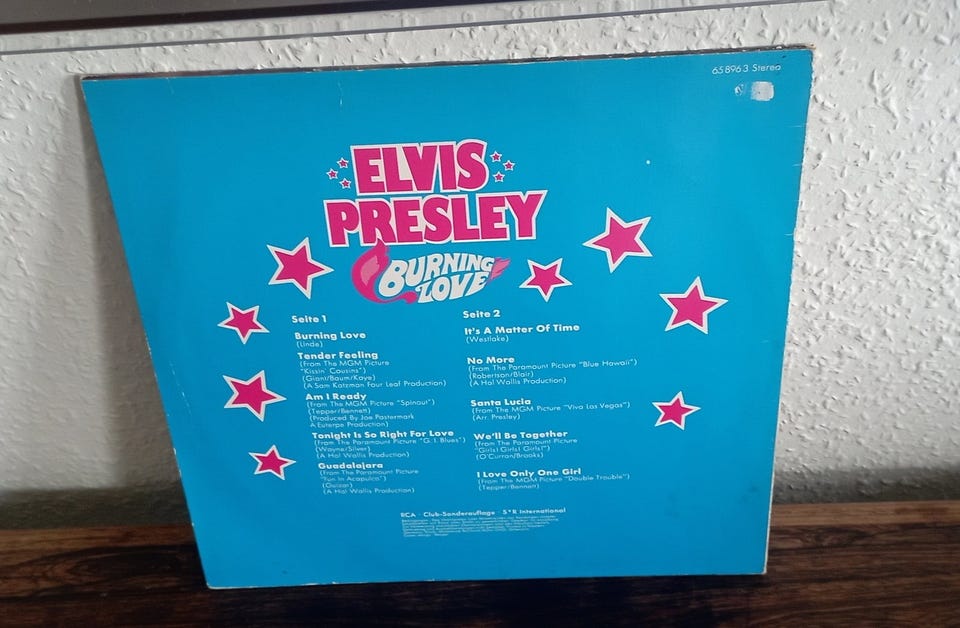 65 896 3 Stereo
ELVIS
PRESLEY
BURNING
LOVE
Seite 1
Burning Love
(Linde)
Tender Feeling
(From The MGM Picture
"Kissin' Cousins")
(Giant/Baum/Kaye)
(A Sam Katzman Four Leaf Production)
Am I Ready
(From The MGM Picture "Spinout")
(Tepper/Bennett)
(Produced By Joe Pasternark
A Euterpe Production)
Tonight Is So Right For Love
(From The Paramount Picture "G. I. Blues")
(Wayne/Silver)
(A Hal Wallis Production)
Guadalajara
(From The Paramount Picture
"Fun In Acapulco")
(Guizar)
(A Hal Wallis Production)
Seite 2
It's A Matter Of Time
(Westlake)
No More
(From The Paramount Picture "Blue Hawaii")
(Robertson/Blair)
(A Hal Wallis Production)
Santa Lucia
(From The MGM Picture "Viva Las Vegas")
(Arr. Presley)
We'll Be Together
(From The Paramount Picture
"Girls! Girls! Girls!")
(O'Curran/Brooks)
I Love Only One Girl
(From The MGM Picture "Double Trouble")
(Tepper/Bennett)
RCA · Club-Sonderauflage · S*R International